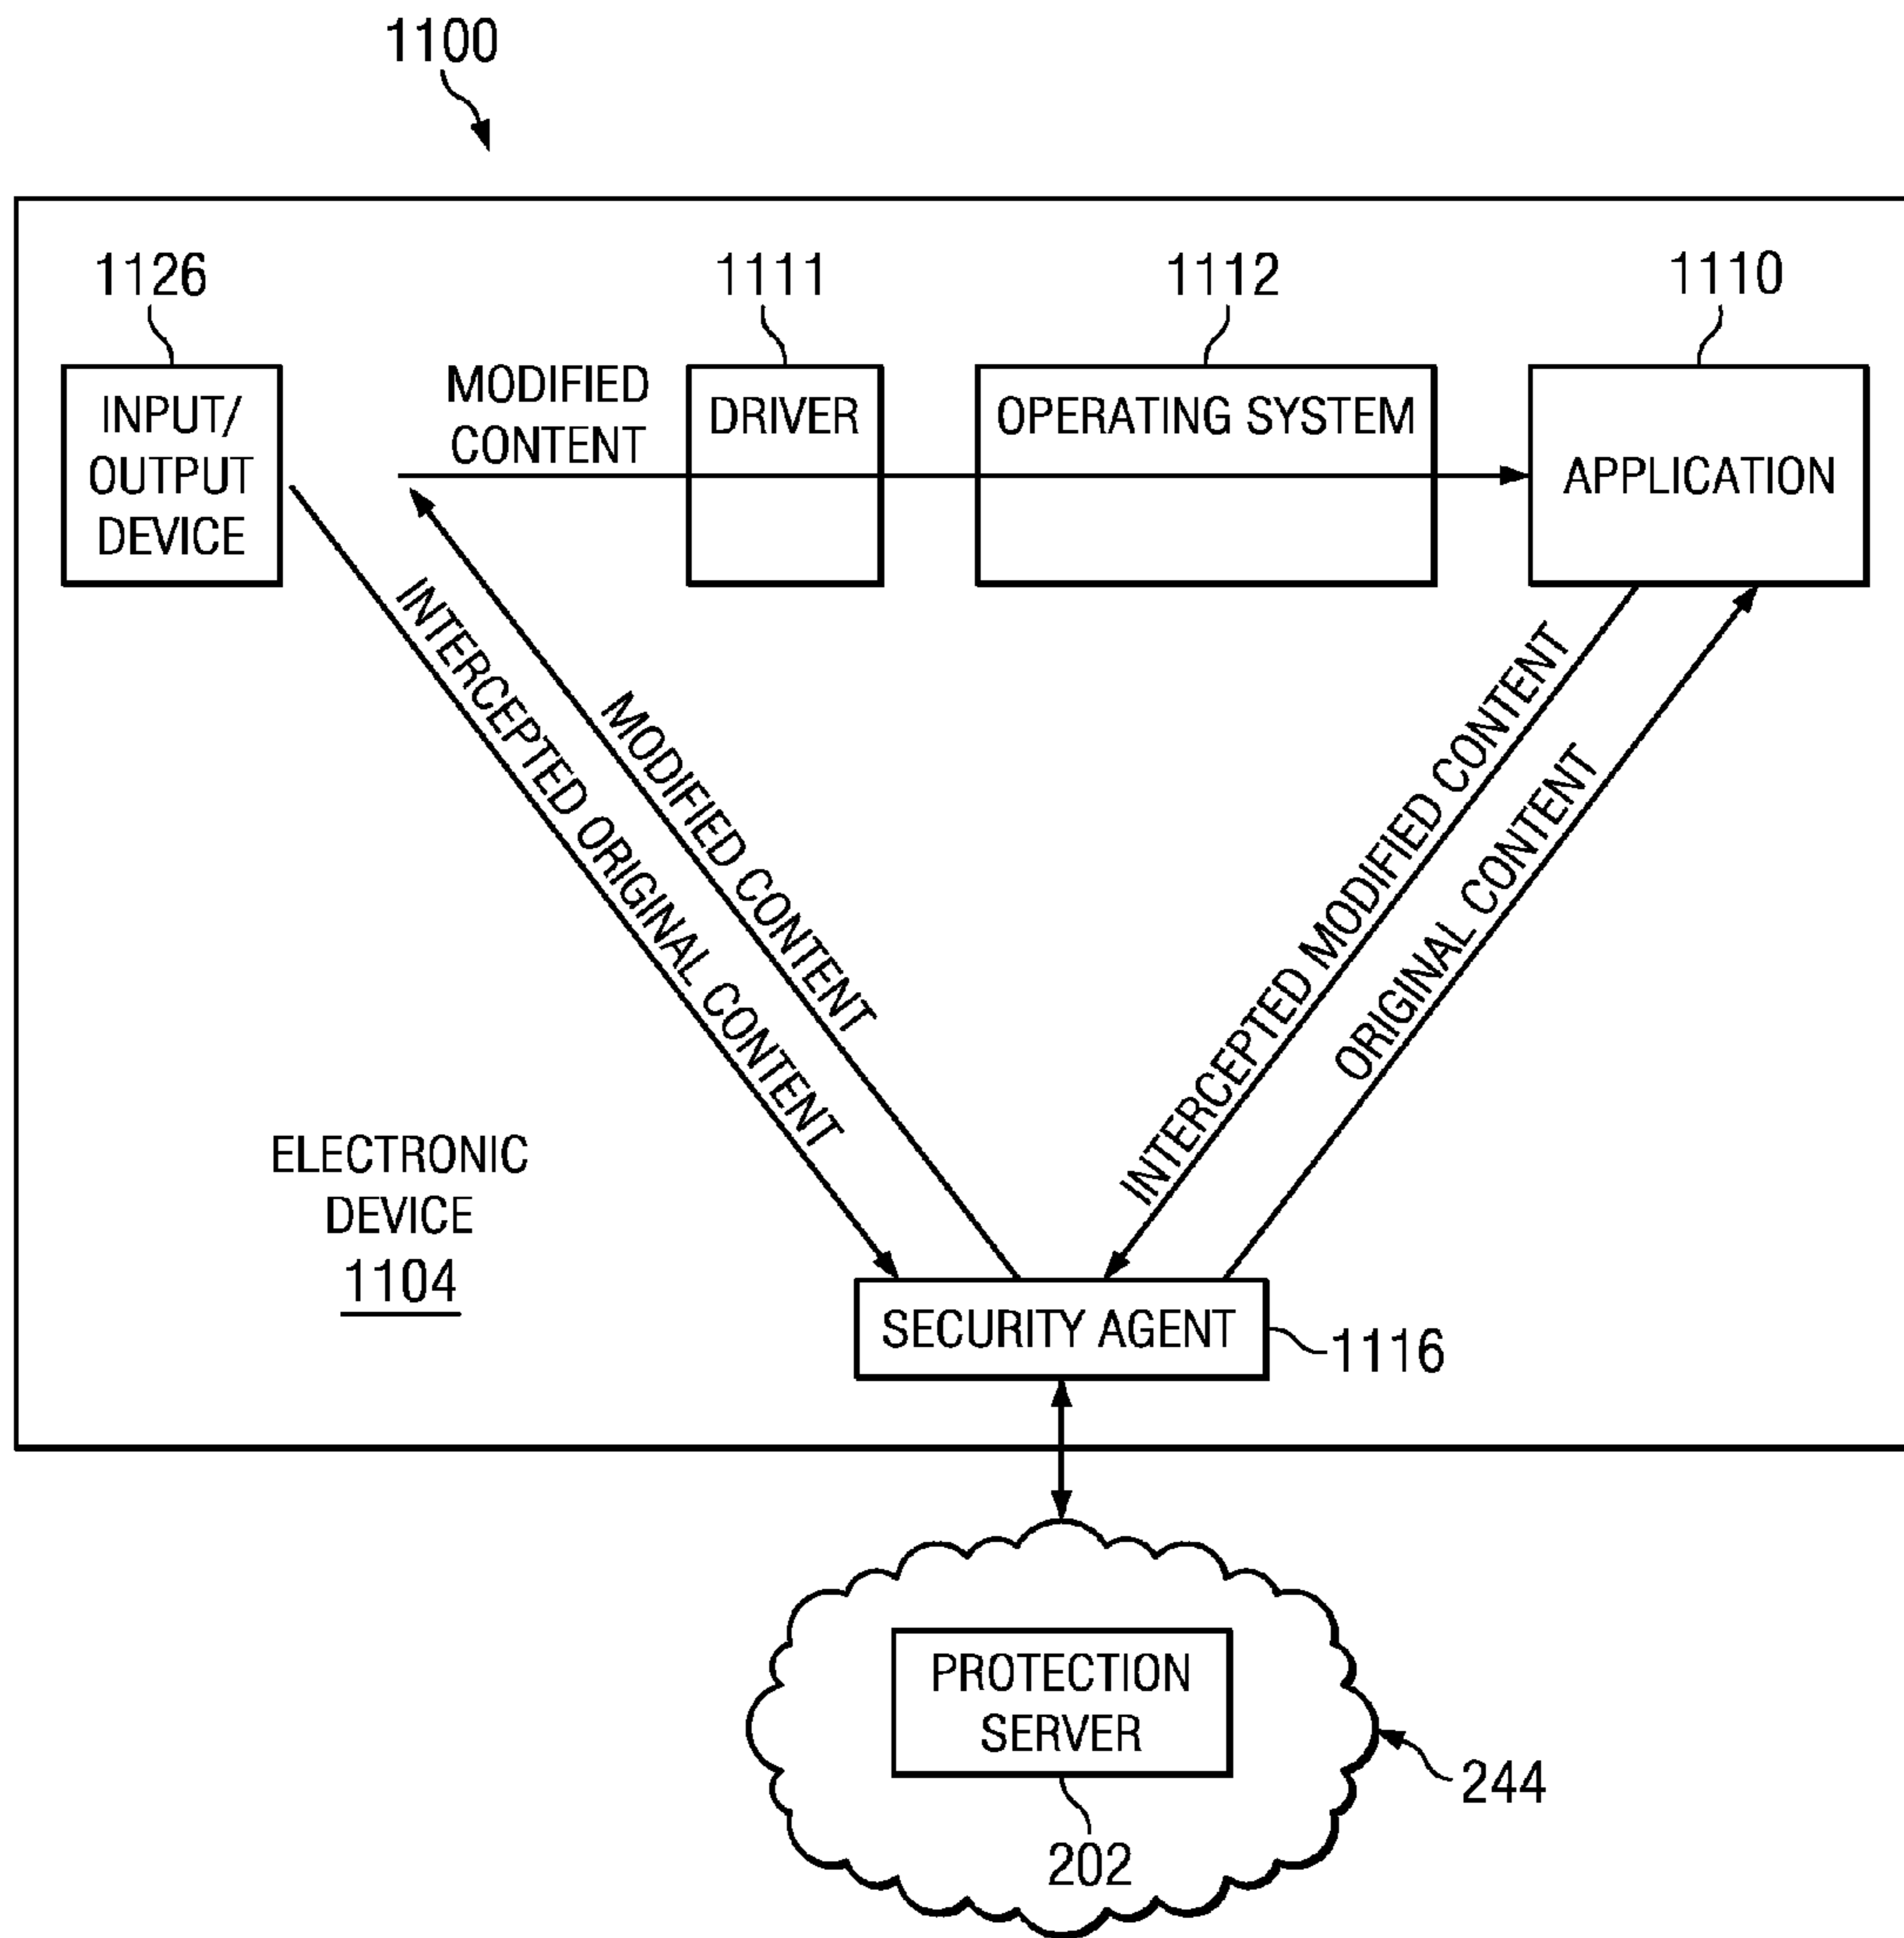 1100
1126
1111
1112
1110
INPUT/
OUTPUT
DEVICE
MODIFIED
CONTENT
DRIVER
OPERATING SYSTEM
APPLICATION
INTERCEPTED ORIGINAL CONTENT
MODIFIED CONTENT
INTERCEPTED MODIFIED CONTENT
ORIGINAL CONTENT
ELECTRONIC
DEVICE
1104
SECURITY AGENT
1116
PROTECTION
SERVER
244
202